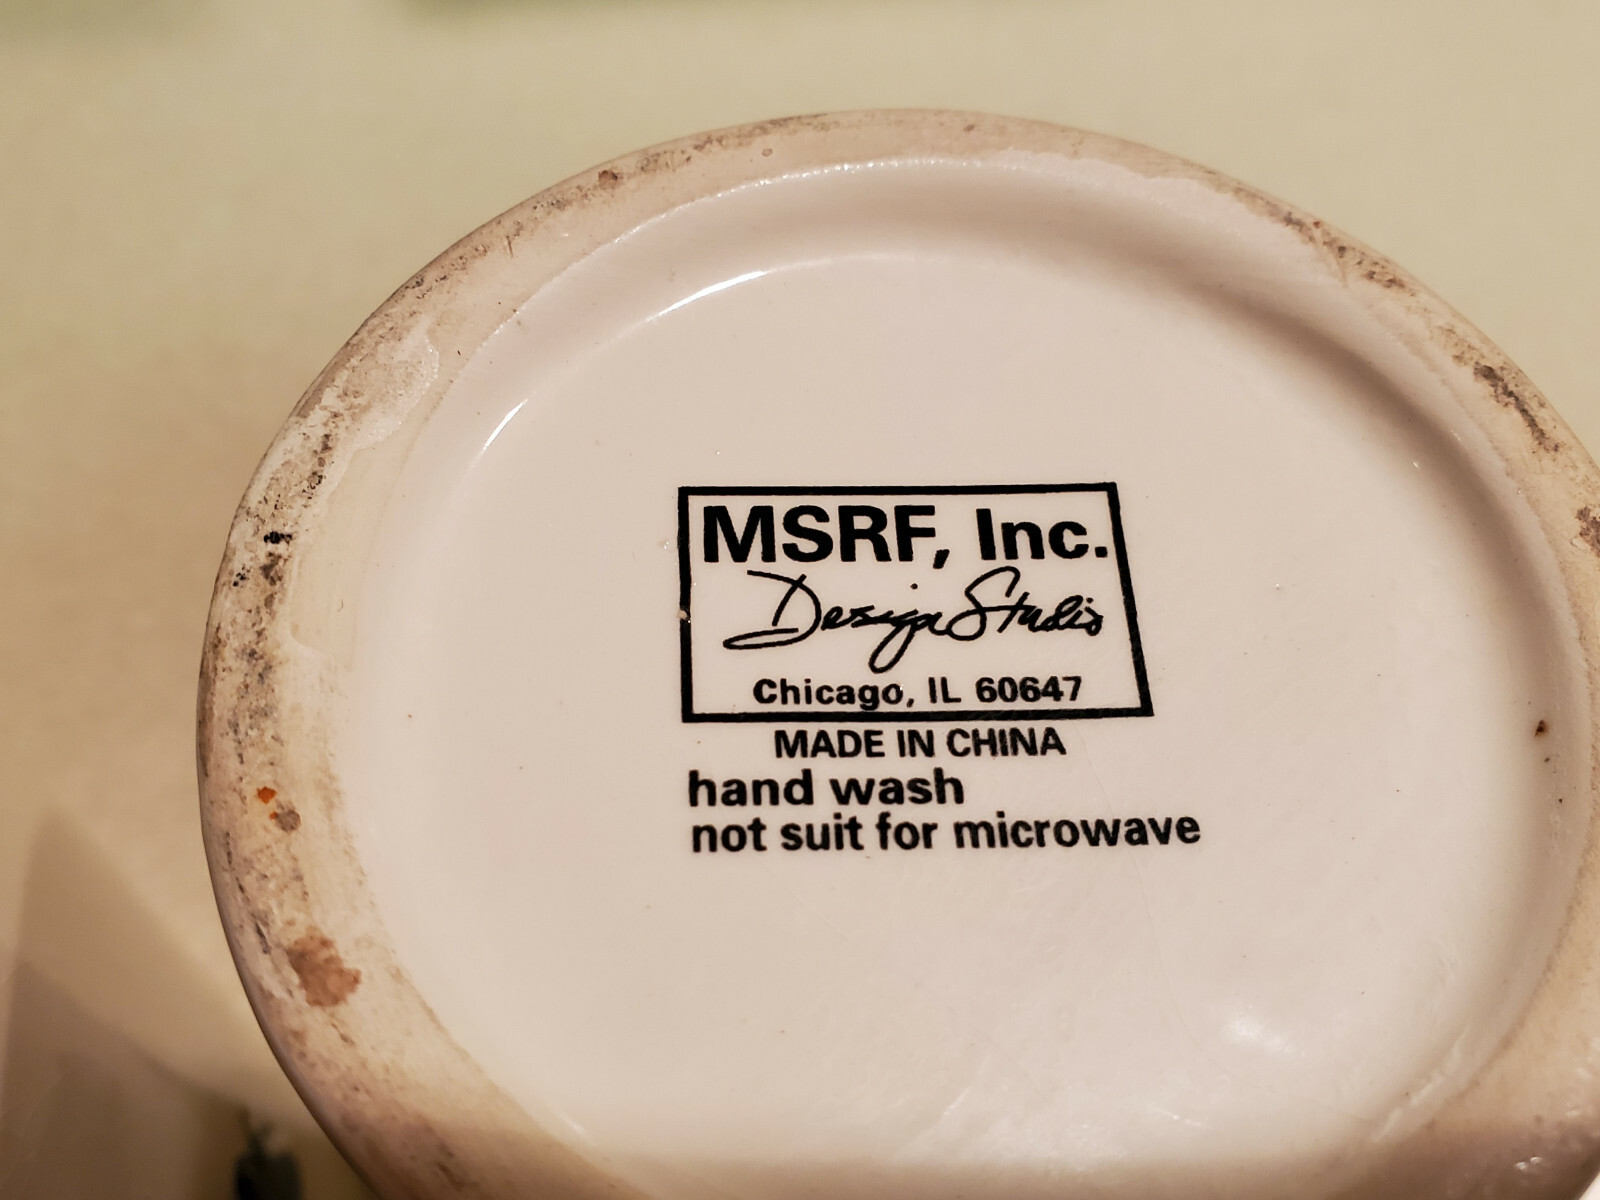 MSRF, Inc.
Design Studio
Chicago, IL 60647
MADE IN CHINA
hand wash
not suit for microwave